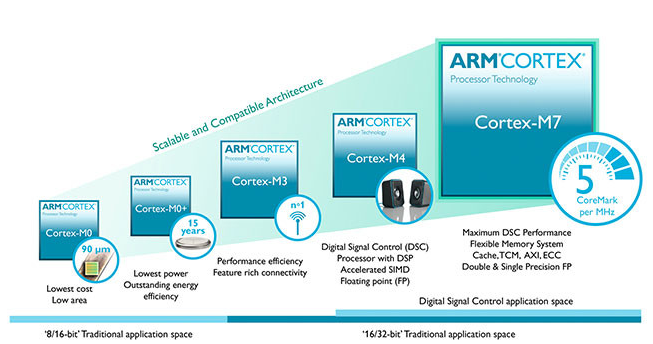 Scalable and Compatible Architecture
ARM®CORTEX®
Processor Technology
Cortex-M0
90 µm
Lowest cost
Low area
ARM®CORTEX®
Processor Technology
Cortex-M0+
15
years
Lowest power
Outstanding energy
efficiency
ARM®CORTEX®
Processor Technology
Cortex-M3
nº1
Performance efficiency
Feature rich connectivity
ARM®CORTEX®
Processor Technology
Cortex-M4
Digital Signal Control (DSC)
Processor with DSP
Accelerated SIMD
Floating point (FP)
ARM®CORTEX®
Processor Technology
Cortex-M7
5
CoreMark
per MHz
Maximum DSC Performance
Flexible Memory System
Cache,TCM, AXI, ECC
Double & Single Precision FP
Digital Signal Control application space
'8/16-bit' Traditional application space
'16/32-bit' Traditional application space